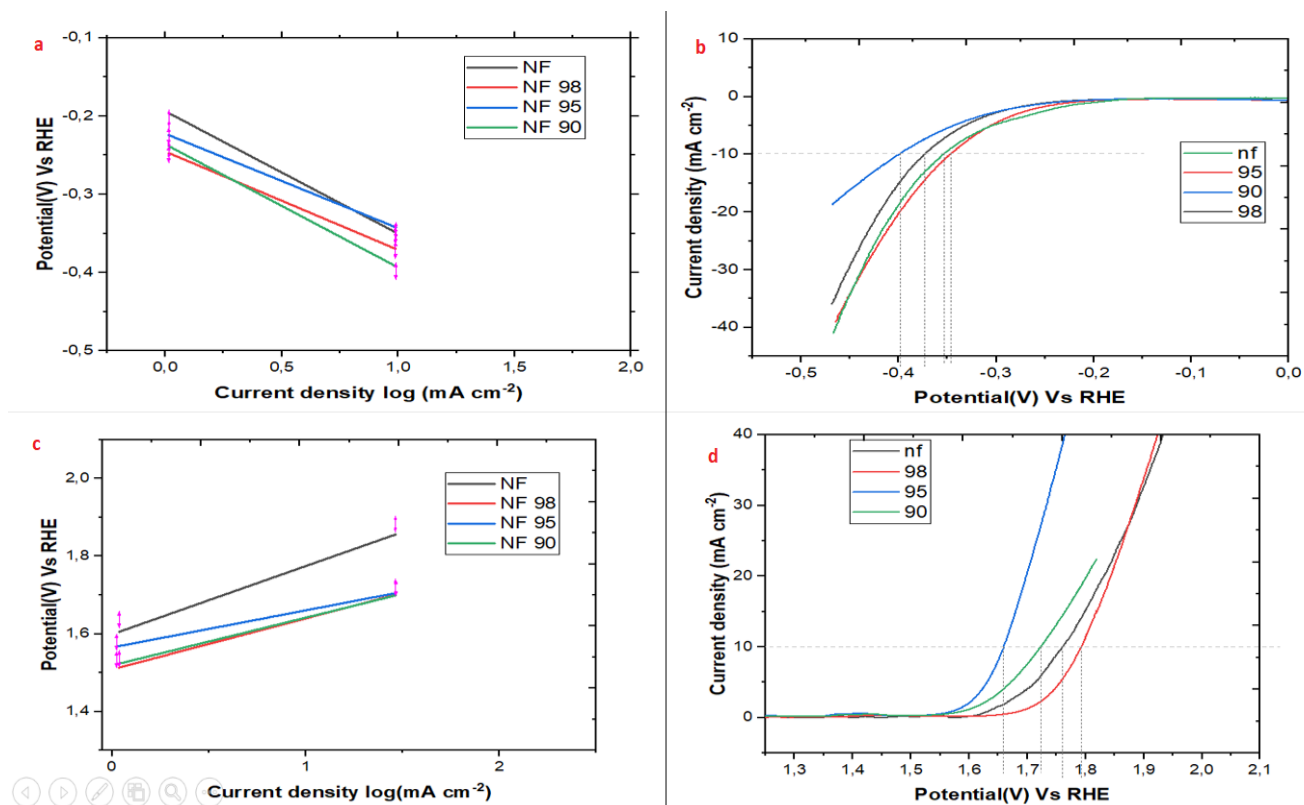 a
-0,1
-0,2
-0,3
-0,4
-0,5
Potential(V) Vs RHE
NF
NF 98
NF 95
NF 90
0,0 0,5 1,0 1,5 2,0
Current density log (mA cm-2)
b
10
0
-10
-20
-30
-40
Current density (mA cm-2)
nf
95
90
98
-0,5 -0,4 -0,3 -0,2 -0,1 0,0
Potential(V) Vs RHE
c
2,0
1,8
1,6
1,4
Potential(V) Vs RHE
NF
NF 98
NF 95
NF 90
0 1 2
Current density log(mA cm-2)
d
40
30
20
10
0
Current density (mA cm-2)
nf
98
95
90
1,3 1,4 1,5 1,6 1,7 1,8 1,9 2,0 2,1
Potential(V) Vs RHE